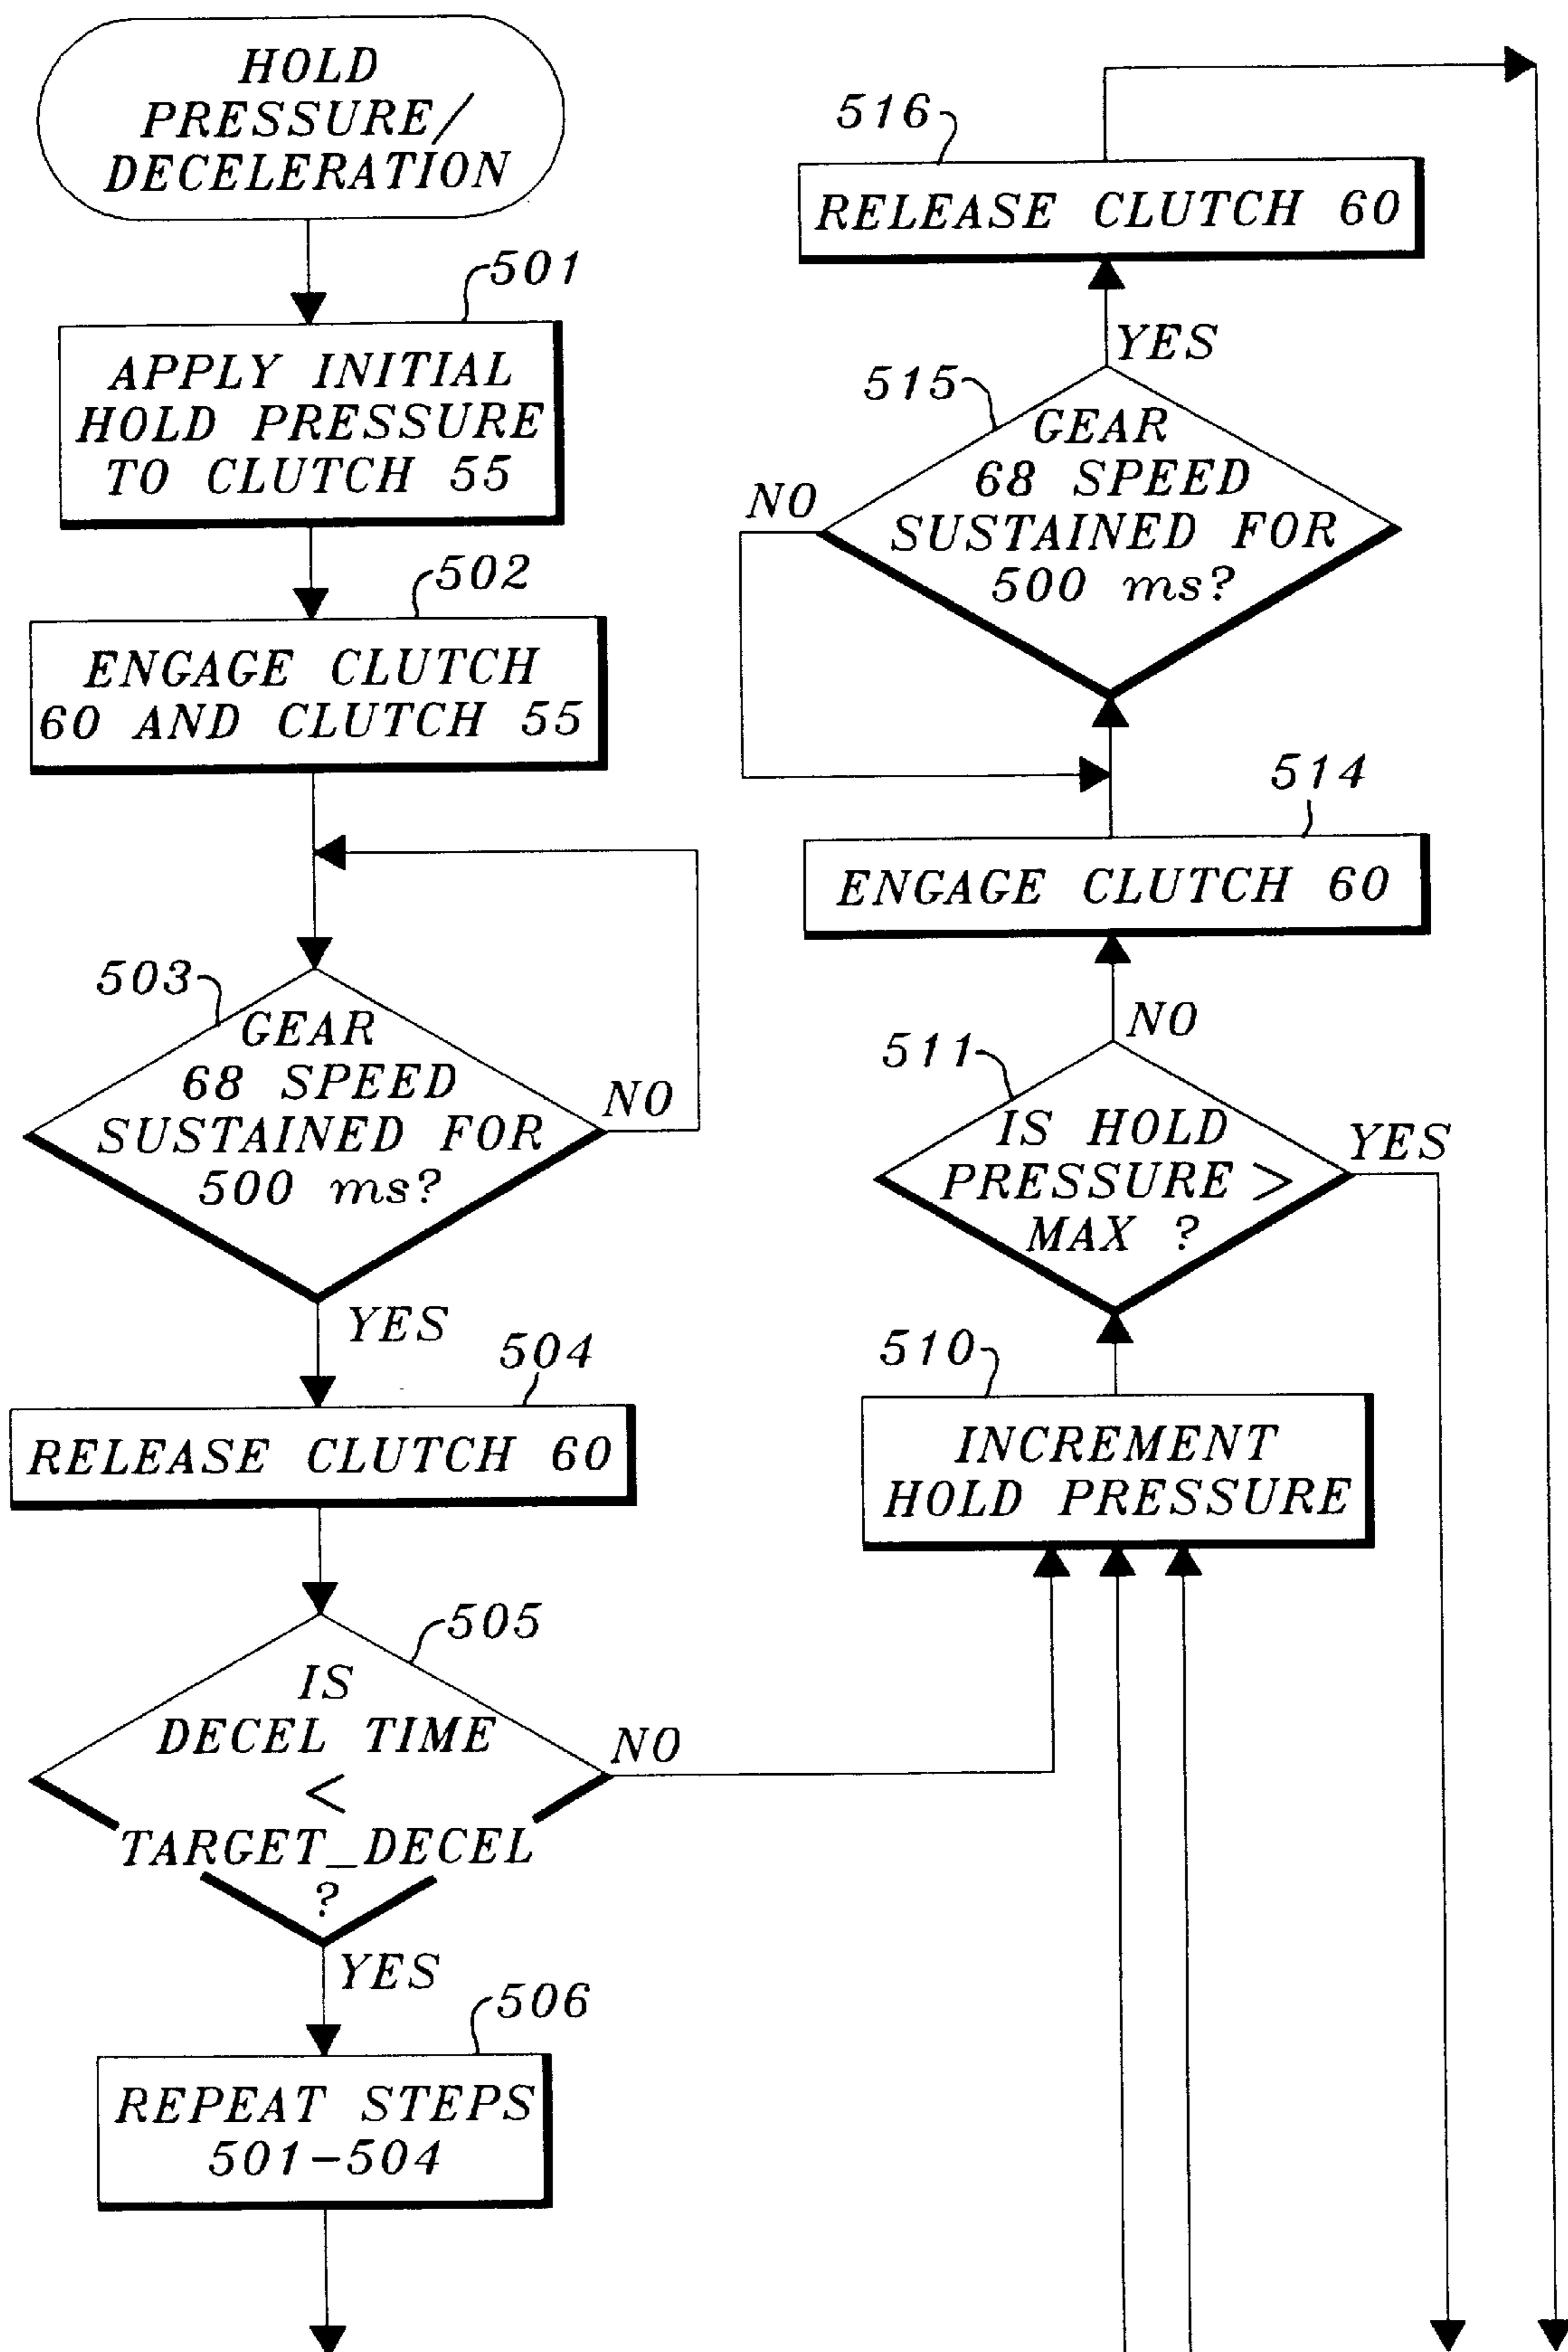 HOLD
PRESSURE/
DECELERATION
501
APPLY INITIAL
HOLD PRESSURE
TO CLUTCH 55
502
ENGAGE CLUTCH
60 AND CLUTCH 55
503
GEAR
68 SPEED
SUSTAINED FOR
500 ms?
NO
YES
504
RELEASE CLUTCH 60
505
IS
DECEL TIME
<
TARGET_DECEL
?
NO
YES
506
REPEAT STEPS
501-504
516
RELEASE CLUTCH 60
YES
515
GEAR
68 SPEED
SUSTAINED FOR
500 ms?
NO
514
ENGAGE CLUTCH 60
NO
511
IS HOLD
PRESSURE >
MAX ?
YES
510
INCREMENT
HOLD PRESSURE